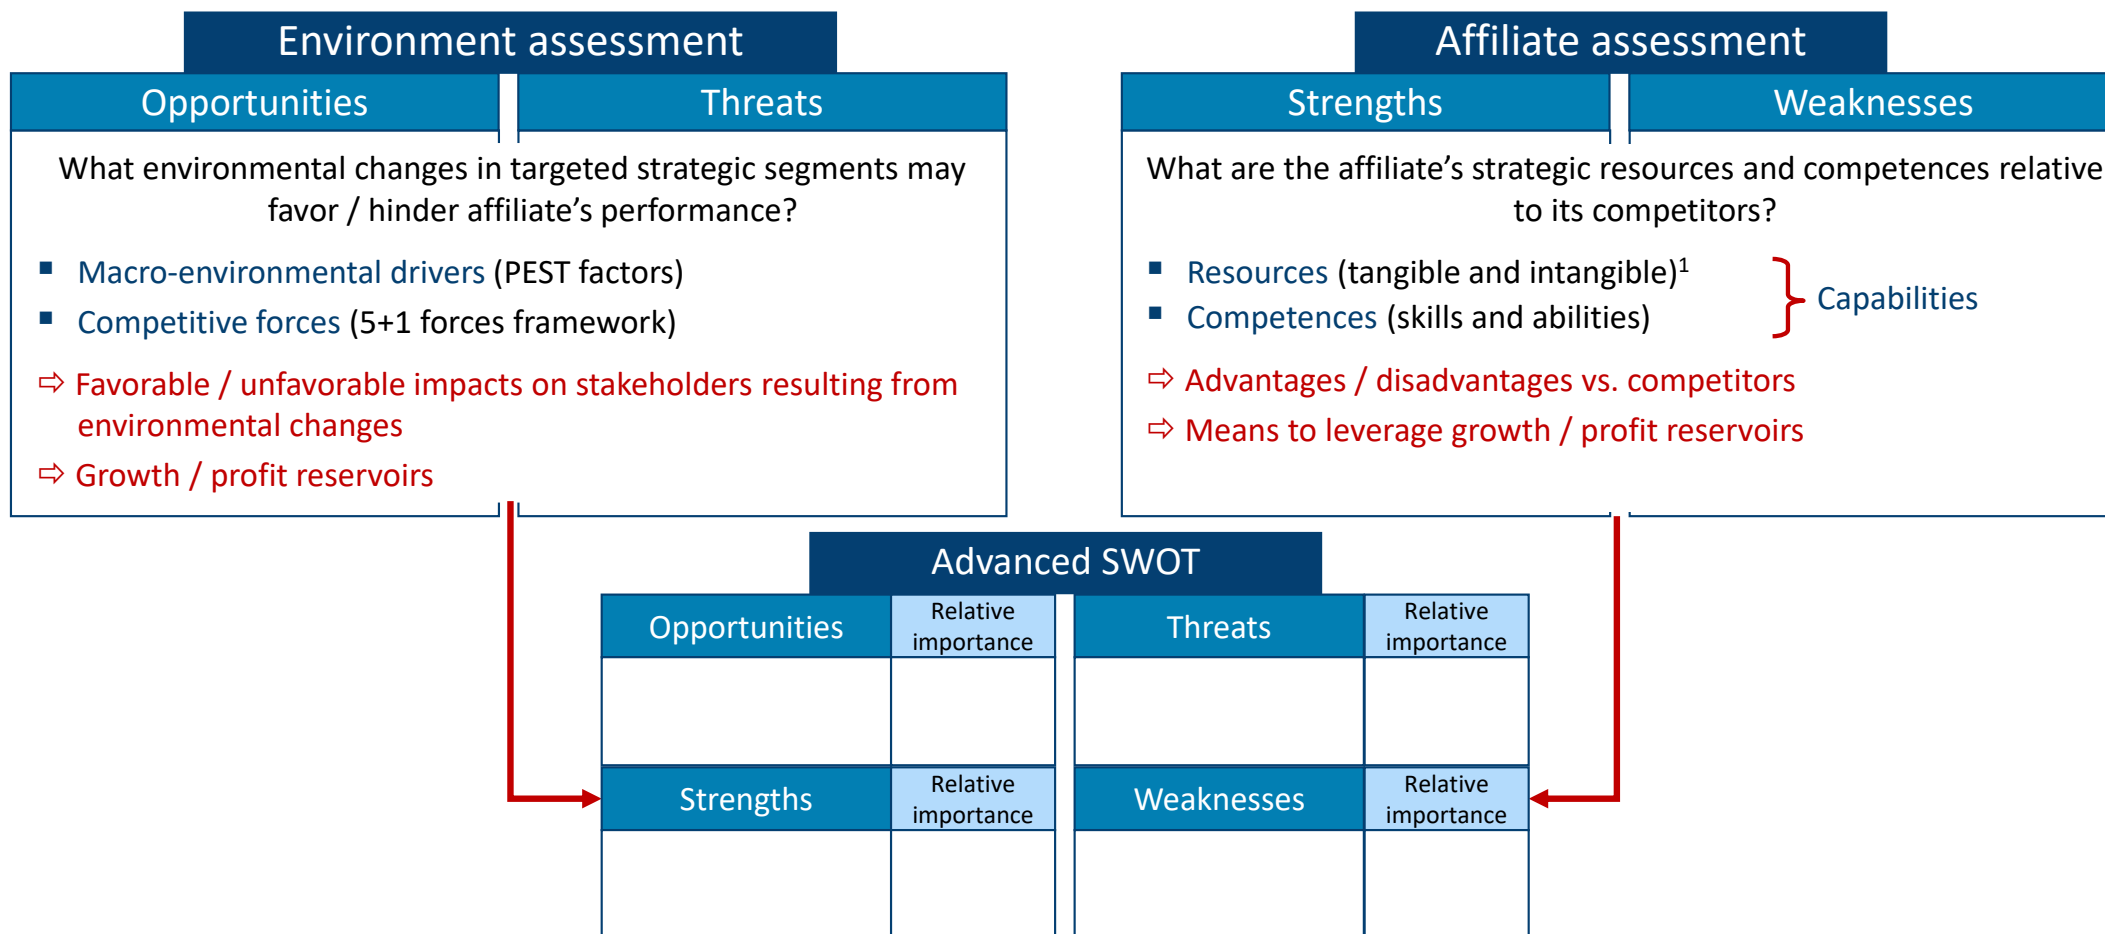 Environment assessment
Opportunities
Threats
What environmental changes in targeted strategic segments may
favor / hinder affiliate’s performance?
▪ Macro-environmental drivers (PEST factors)
▪ Competitive forces (5+1 forces framework)
⇨ Favorable / unfavorable impacts on stakeholders resulting from
environmental changes
⇨ Growth / profit reservoirs
Affiliate assessment
Strengths
Weaknesses
What are the affiliate’s strategic resources and competences relative
to its competitors?
▪ Resources (tangible and intangible)¹
▪ Competences (skills and abilities)
Capabilities
⇨ Advantages / disadvantages vs. competitors
⇨ Means to leverage growth / profit reservoirs
Advanced SWOT
Opportunities
Relative
importance
Threats
Relative
importance
Strengths
Relative
importance
Weaknesses
Relative
importance